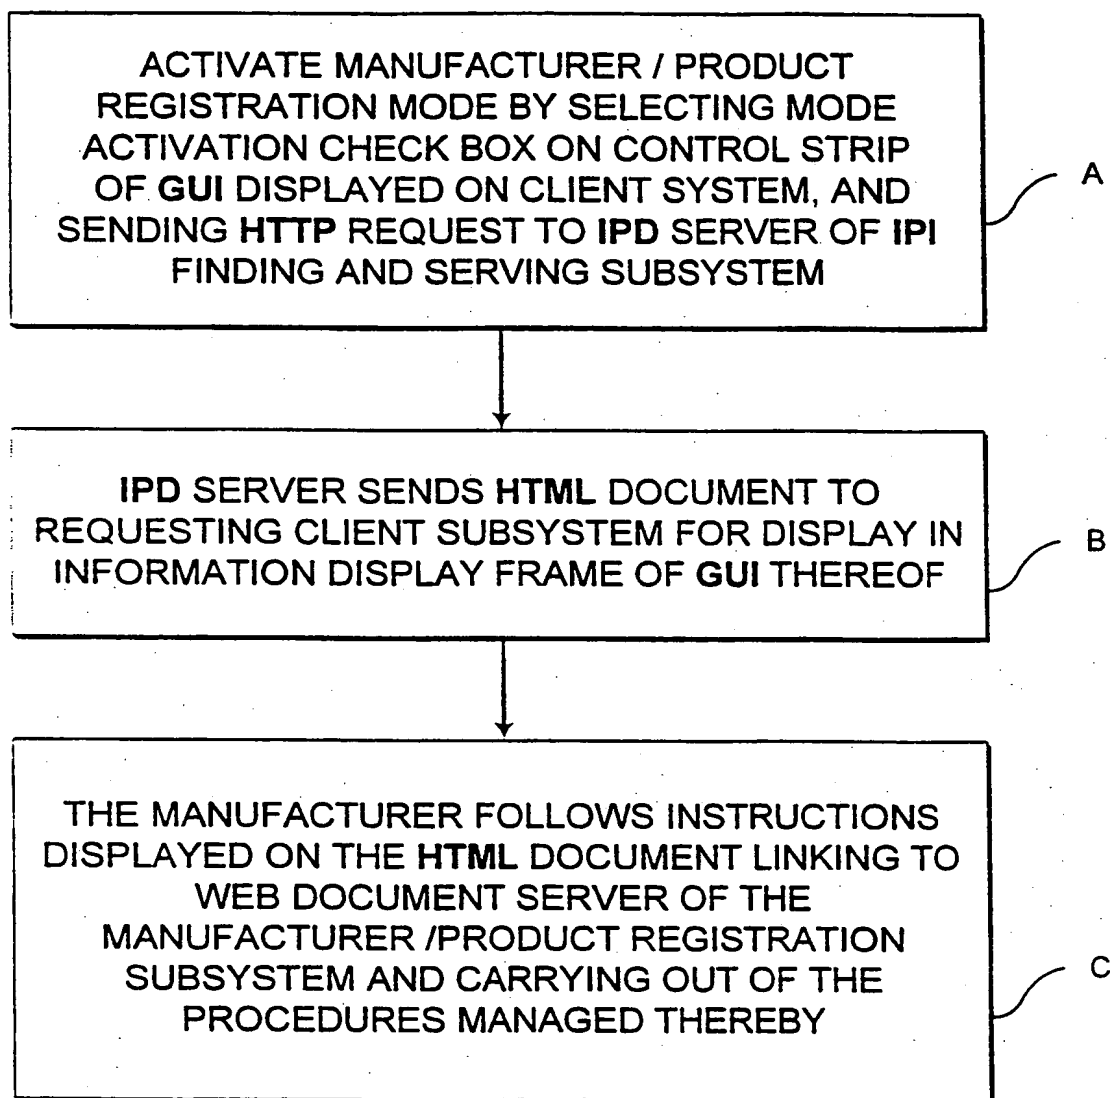 ACTIVATE MANUFACTURER / PRODUCT
REGISTRATION MODE BY SELECTING MODE
ACTIVATION CHECK BOX ON CONTROL STRIP
OF GUI DISPLAYED ON CLIENT SYSTEM, AND
SENDING HTTP REQUEST TO IPD SERVER OF IPI
FINDING AND SERVING SUBSYSTEM
A
IPD SERVER SENDS HTML DOCUMENT TO
REQUESTING CLIENT SUBSYSTEM FOR DISPLAY IN
INFORMATION DISPLAY FRAME OF GUI THEREOF
B
THE MANUFACTURER FOLLOWS INSTRUCTIONS
DISPLAYED ON THE HTML DOCUMENT LINKING TO
WEB DOCUMENT SERVER OF THE
MANUFACTURER /PRODUCT REGISTRATION
SUBSYSTEM AND CARRYING OUT OF THE
PROCEDURES MANAGED THEREBY
C